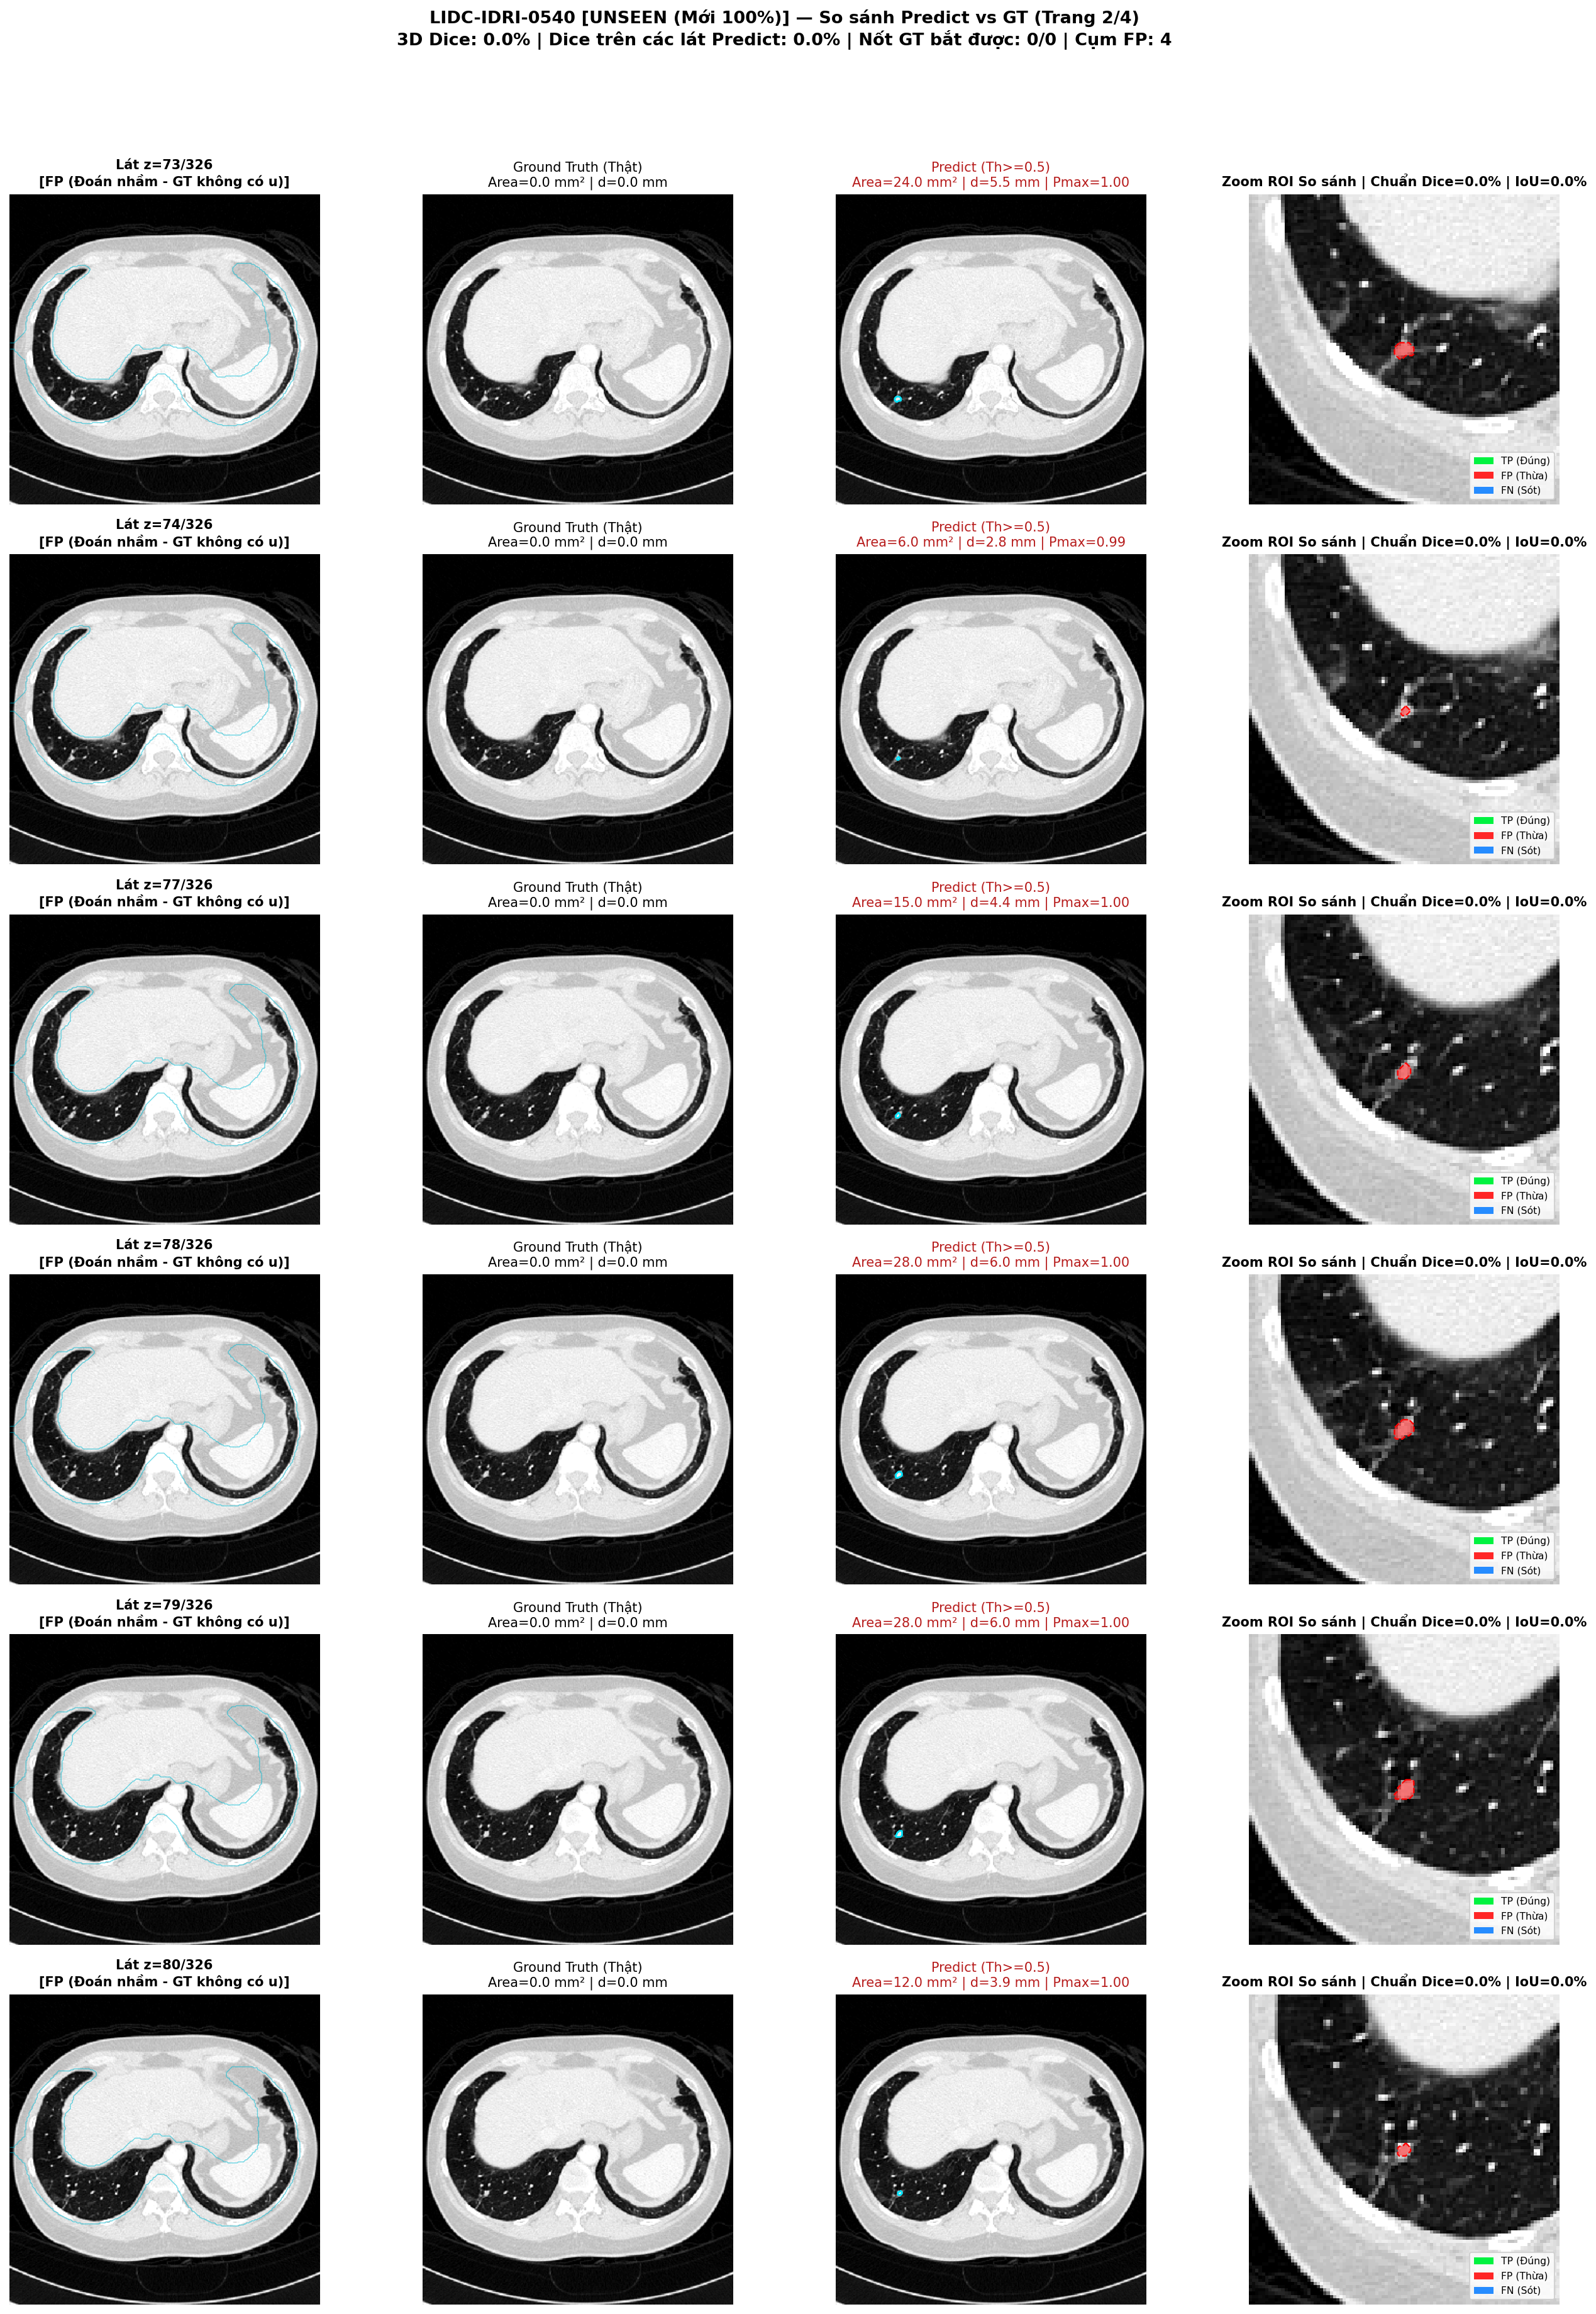 LIDC-IDRI-0540 [UNSEEN (Mới 100%)] — So sánh Predict vs GT (Trang 2/4)
3D Dice: 0.0% | Dice trên các lát Predict: 0.0% | Nốt GT bắt được: 0/0 | Cụm FP: 4
Lát z=73/326
[FP (Đoán nhầm - GT không có u)]
Ground Truth (Thật)
Area=0.0 mm² | d=0.0 mm
Predict (Th>=0.5)
Area=24.0 mm² | d=5.5 mm | Pmax=1.00
Zoom ROI So sánh | Chuẩn Dice=0.0% | IoU=0.0%
TP (Đúng)
FP (Thừa)
FN (Sót)
Lát z=74/326
[FP (Đoán nhầm - GT không có u)]
Ground Truth (Thật)
Area=0.0 mm² | d=0.0 mm
Predict (Th>=0.5)
Area=6.0 mm² | d=2.8 mm | Pmax=0.99
Zoom ROI So sánh | Chuẩn Dice=0.0% | IoU=0.0%
TP (Đúng)
FP (Thừa)
FN (Sót)
Lát z=77/326
[FP (Đoán nhầm - GT không có u)]
Ground Truth (Thật)
Area=0.0 mm² | d=0.0 mm
Predict (Th>=0.5)
Area=15.0 mm² | d=4.4 mm | Pmax=1.00
Zoom ROI So sánh | Chuẩn Dice=0.0% | IoU=0.0%
TP (Đúng)
FP (Thừa)
FN (Sót)
Lát z=78/326
[FP (Đoán nhầm - GT không có u)]
Ground Truth (Thật)
Area=0.0 mm² | d=0.0 mm
Predict (Th>=0.5)
Area=28.0 mm² | d=6.0 mm | Pmax=1.00
Zoom ROI So sánh | Chuẩn Dice=0.0% | IoU=0.0%
TP (Đúng)
FP (Thừa)
FN (Sót)
Lát z=79/326
[FP (Đoán nhầm - GT không có u)]
Ground Truth (Thật)
Area=0.0 mm² | d=0.0 mm
Predict (Th>=0.5)
Area=28.0 mm² | d=6.0 mm | Pmax=1.00
Zoom ROI So sánh | Chuẩn Dice=0.0% | IoU=0.0%
TP (Đúng)
FP (Thừa)
FN (Sót)
Lát z=80/326
[FP (Đoán nhầm - GT không có u)]
Ground Truth (Thật)
Area=0.0 mm² | d=0.0 mm
Predict (Th>=0.5)
Area=12.0 mm² | d=3.9 mm | Pmax=1.00
Zoom ROI So sánh | Chuẩn Dice=0.0% | IoU=0.0%
TP (Đúng)
FP (Thừa)
FN (Sót)